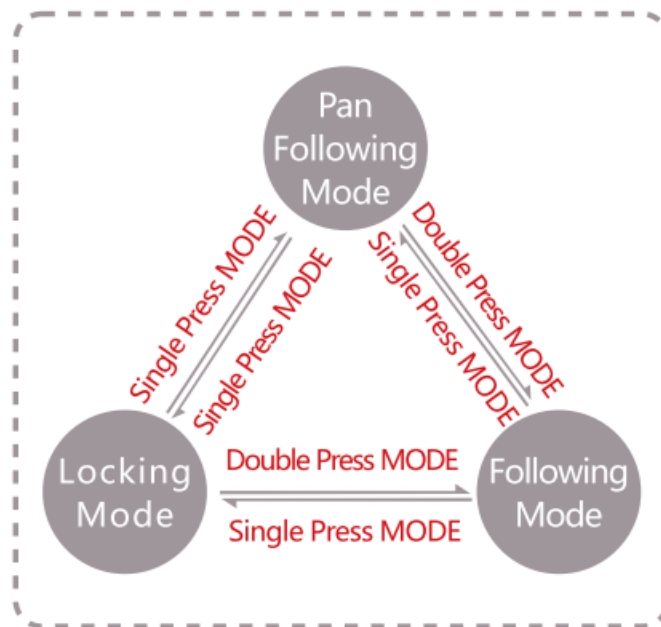 Pan
Following
Mode
Single Press MODE
Single Press MODE
Single Press MODE
Double Press MODE
Locking
Mode
Double Press MODE
Single Press MODE
Following
Mode